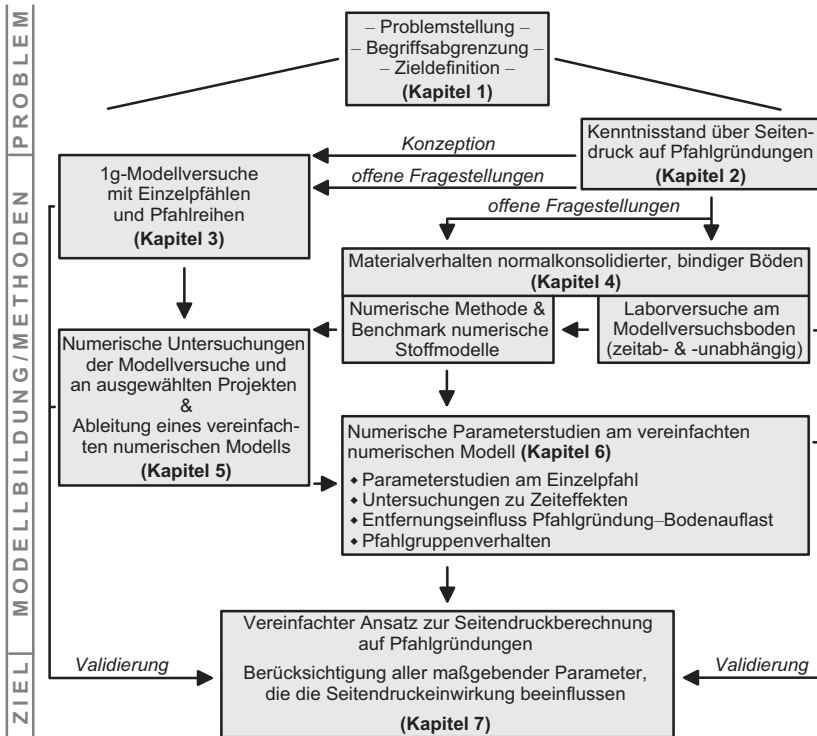 PROBLEM
MODELLBILDUNG/METHODEN
ZIEL
– Problemstellung –
– Begriffsabgrenzung –
– Zieldefinition –
(Kapitel 1)
Kenntnisstand über Seiten-
druck auf Pfahlgründungen
(Kapitel 2)
Konzeption
offene Fragestellungen
1g-Modellversuche
mit Einzelpfählen
und Pfahlreihen
(Kapitel 3)
offene Fragestellungen
Materialverhalten normalkonsolidierter, bindiger Böden
(Kapitel 4)
Numerische Methode &
Benchmark numerische
Stoffmodelle
Laborversuche am
Modellversuchsboden
(zeitab- & -unabhängig)
Numerische Untersuchungen
der Modellversuche und
an ausgewählten Projekten
&
Ableitung eines vereinfach-
ten numerischen Modells
(Kapitel 5)
Numerische Parameterstudien am vereinfachten
numerischen Modell (Kapitel 6)
◆ Parameterstudien am Einzelpfahl
◆ Untersuchungen zu Zeiteffekten
◆ Entfernungseinfluss Pfahlgründung–Bodenauflast
◆ Pfahlgruppenverhalten
Validierung
Vereinfachter Ansatz zur Seitendruckberechnung
auf Pfahlgründungen
Berücksichtigung aller maßgebender Parameter,
die die Seitendruckeinwirkung beeinflussen
(Kapitel 7)
Validierung